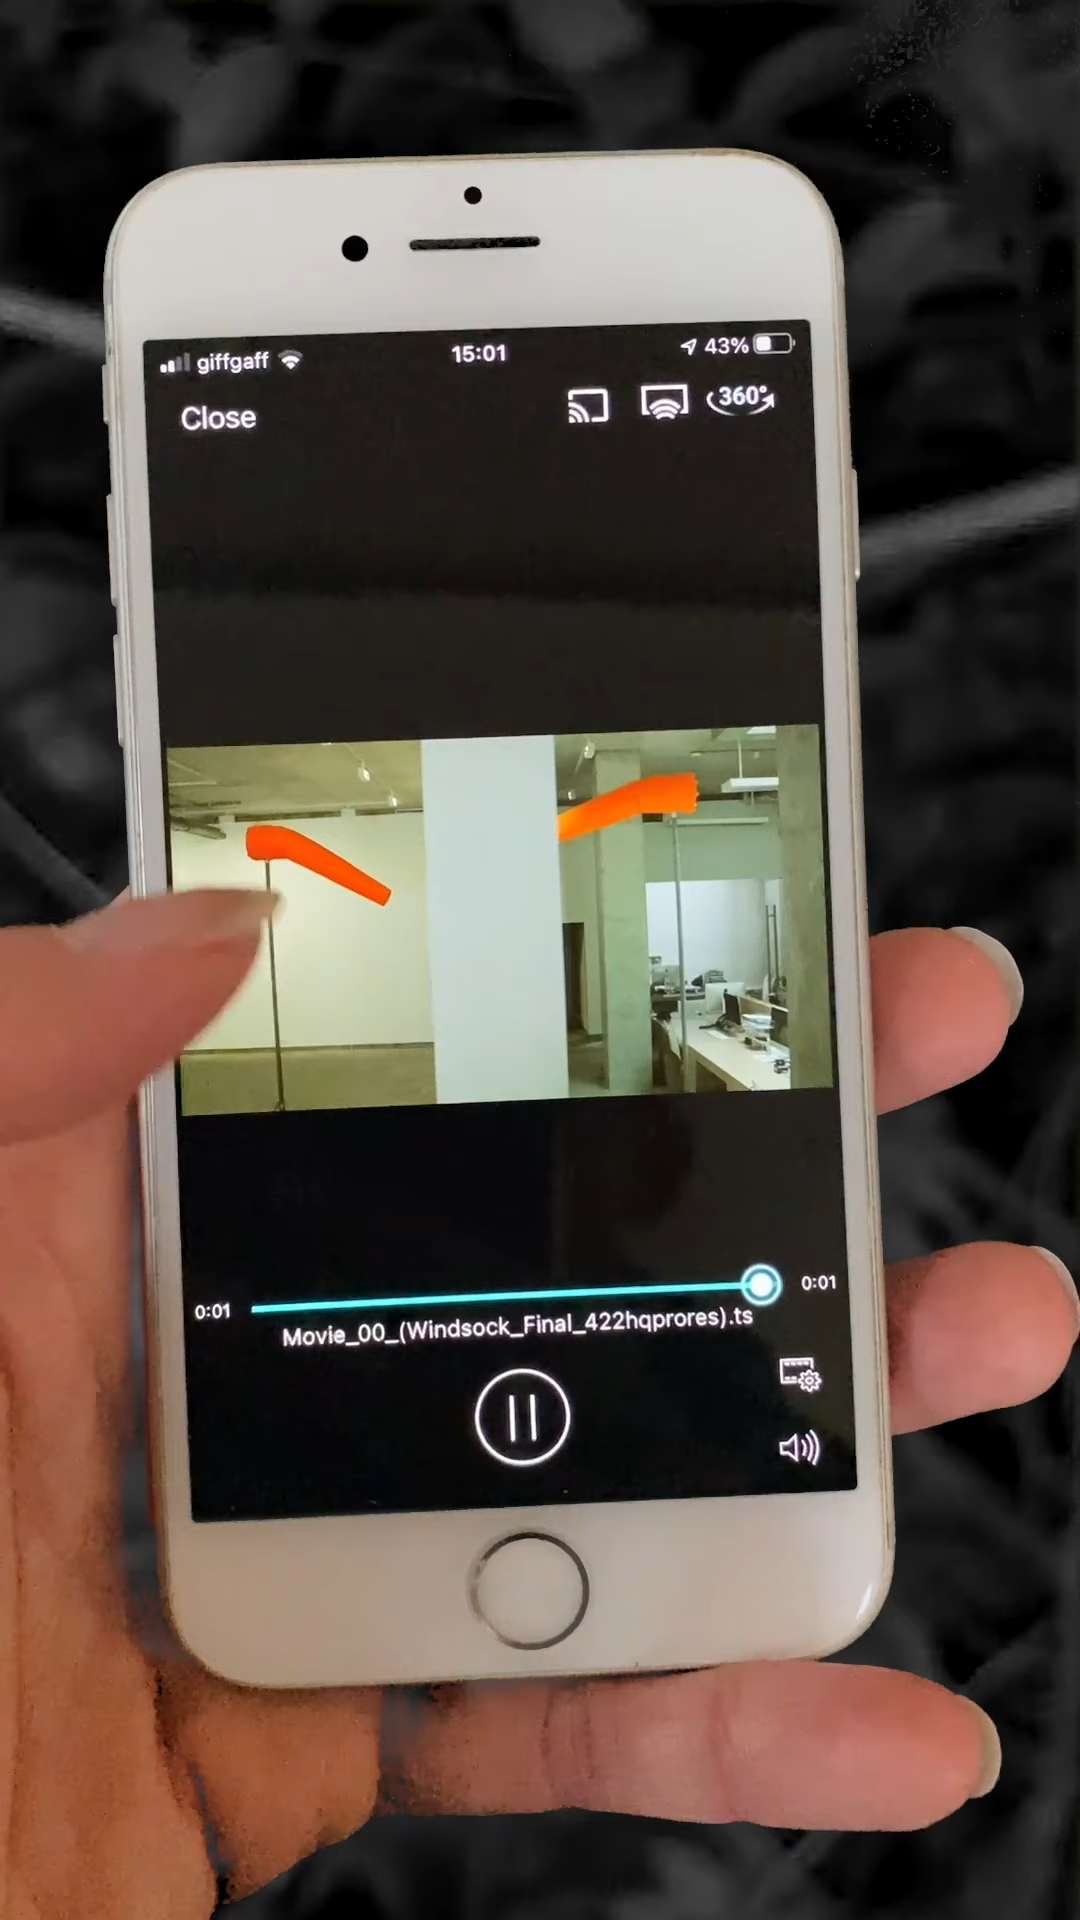 giffgaff 15:01 43%
Close 360°
0:01 0:01
Movie_00_(Windsock_Final_422hqprores).ts